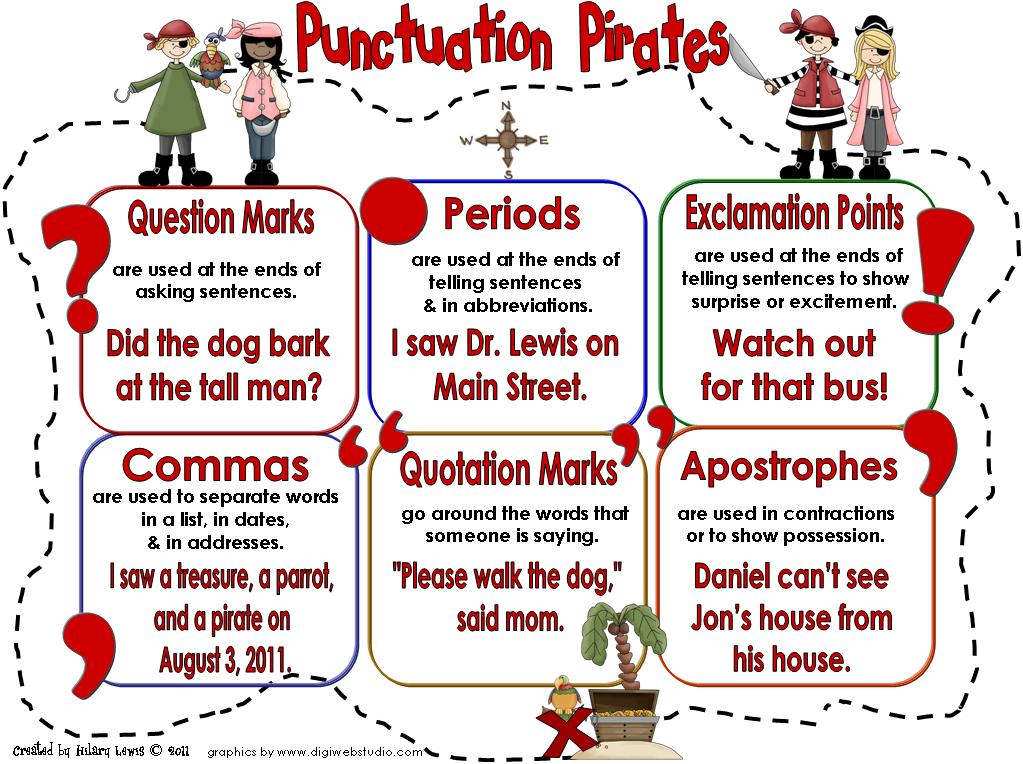 Punctuation Pirates
N
W E
S
Question Marks
are used at the ends of
asking sentences.
Did the dog bark
at the tall man?
Periods
are used at the ends of
telling sentences
& in abbreviations.
I saw Dr. Lewis on
Main Street.
Exclamation Points
are used at the ends of
telling sentences to show
surprise or excitement.
Watch out
for that bus!
Commas
are used to separate words
in a list, in dates,
& in addresses.
I saw a treasure, a parrot,
and a pirate on
August 3, 2011.
Quotation Marks
go around the words that
someone is saying.
"Please walk the dog,"
said mom.
Apostrophes
are used in contractions
or to show possession.
Daniel can't see
Jon's house from
his house.
Created by Hilary Lewis © 2011 graphics by www.digiwebstudio.com